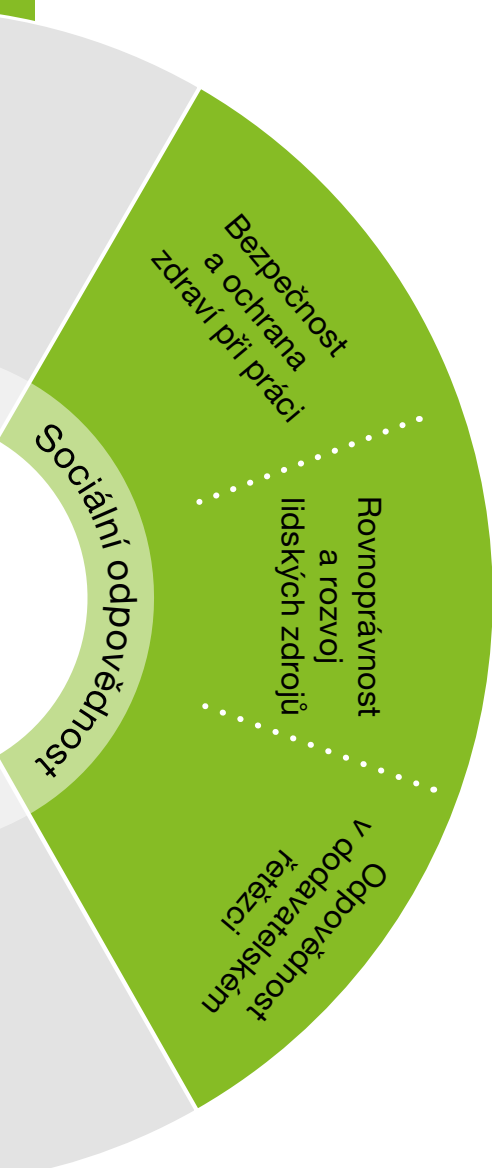 Bezpečnost
a ochrana
zdraví při práci
Sociální odpovědnost
Rovnoprávnost
a rozvoj
lidských zdrojů
Odpovědnost
v dodavatelském
řetězci